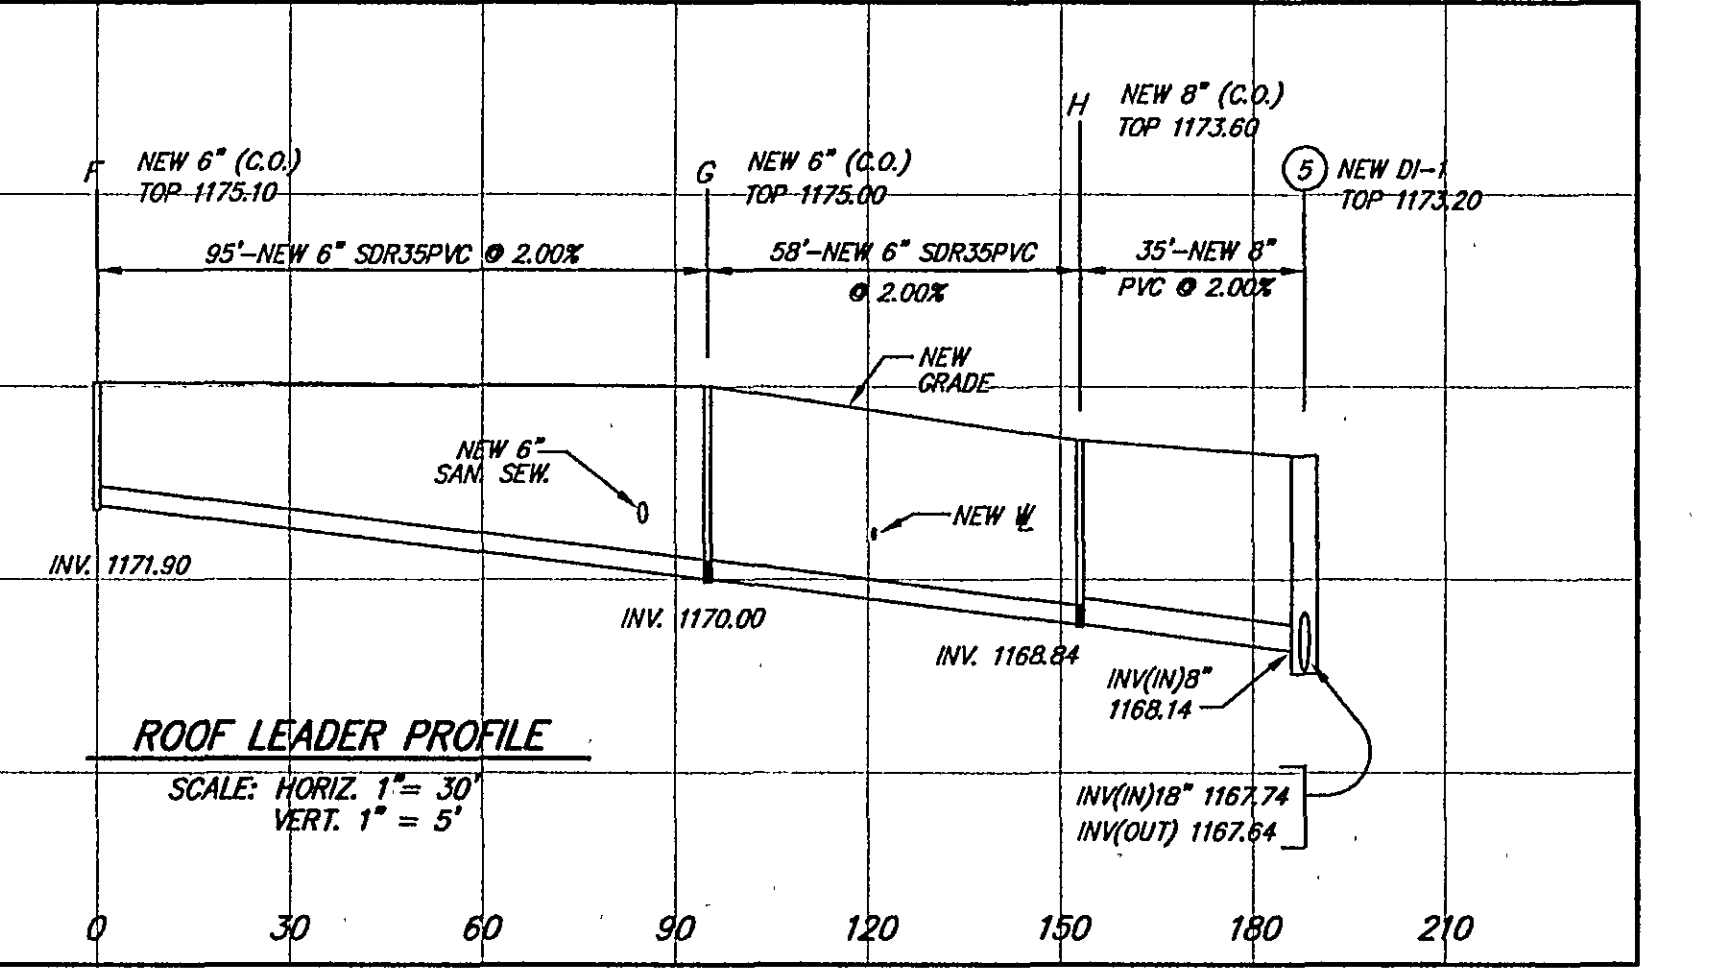 H NEW 8" (C.O.)
TOP 1173.60
F NEW 6" (C.O.)
TOP 1175.10
G NEW 6" (C.O.)
TOP 1175.00
5 NEW DI-1
TOP 1173.20
95'-NEW 6" SDR35PVC @ 2.00%
58'-NEW 6" SDR35PVC
@ 2.00%
35'-NEW 8"
PVC @ 2.00%
NEW
GRADE
NEW 6"
SAN. SEW.
NEW W
INV. 1171.90
INV. 1170.00
INV. 1168.84
INV(IN)8"
1168.14
ROOF LEADER PROFILE
SCALE: HORIZ. 1"= 30'
VERT. 1" = 5'
INV(IN)18" 1167.74
INV(OUT) 1167.64
0 30 60 90 120 150 180 210